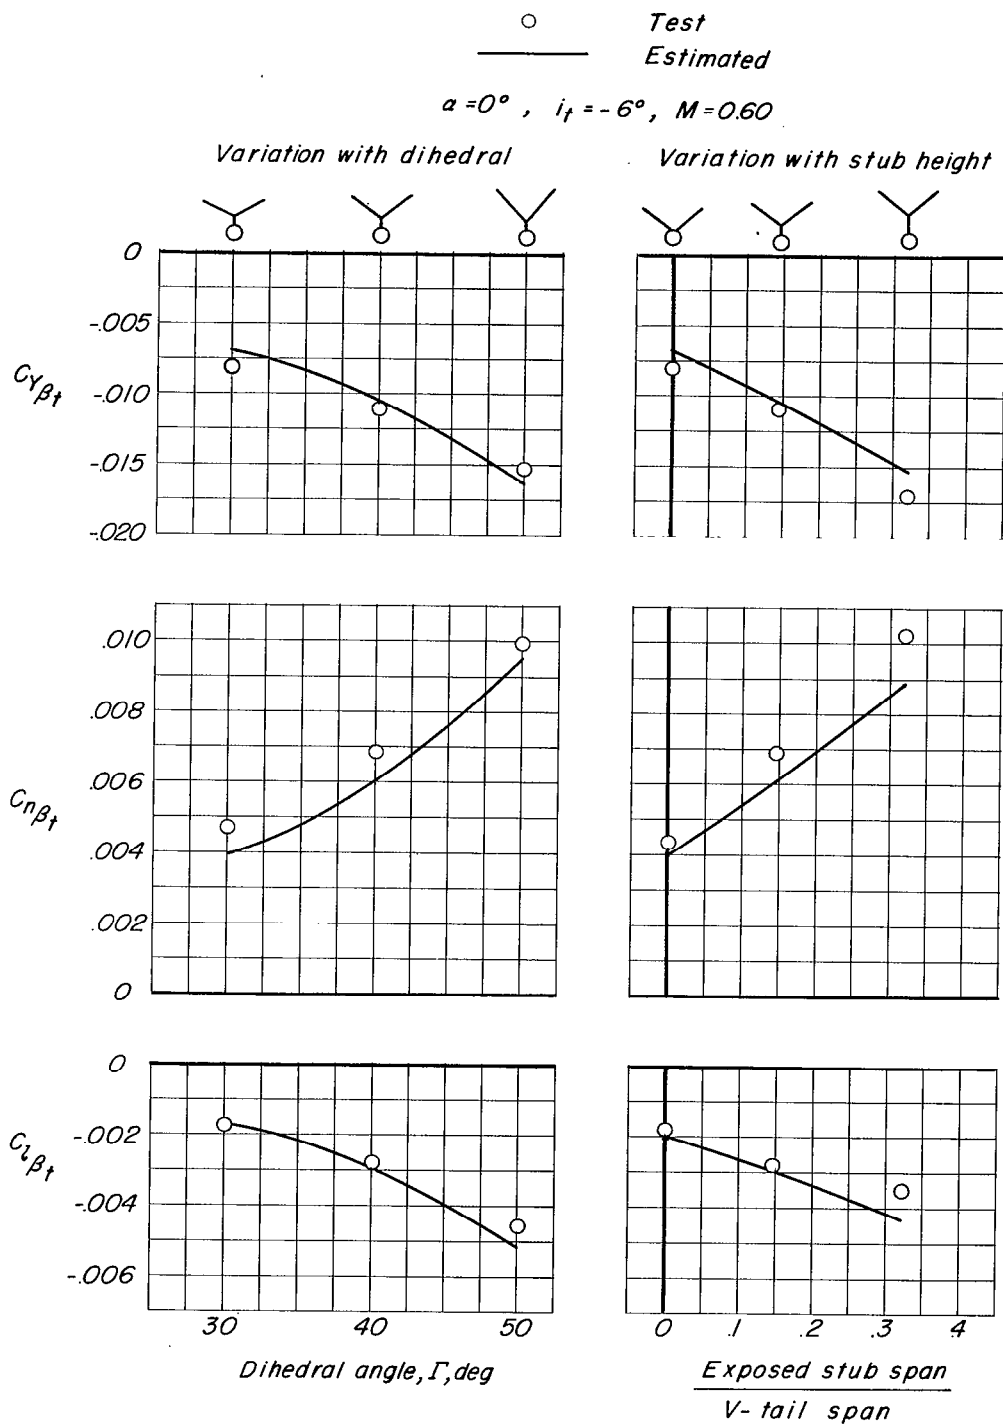 Test
Estimated
α=0°, i_t=-6°, M=0.60
Variation with dihedral
Variation with stub height
0
-.005
-.010
-.015
-.020
C_Yβt
.010
.008
.006
.004
.002
0
C_nβt
0
-.002
-.004
-.006
C_lβt
30 40 50
0 .1 .2 .3 .4
Dihedral angle, Γ, deg
Exposed stub span
V-tail span